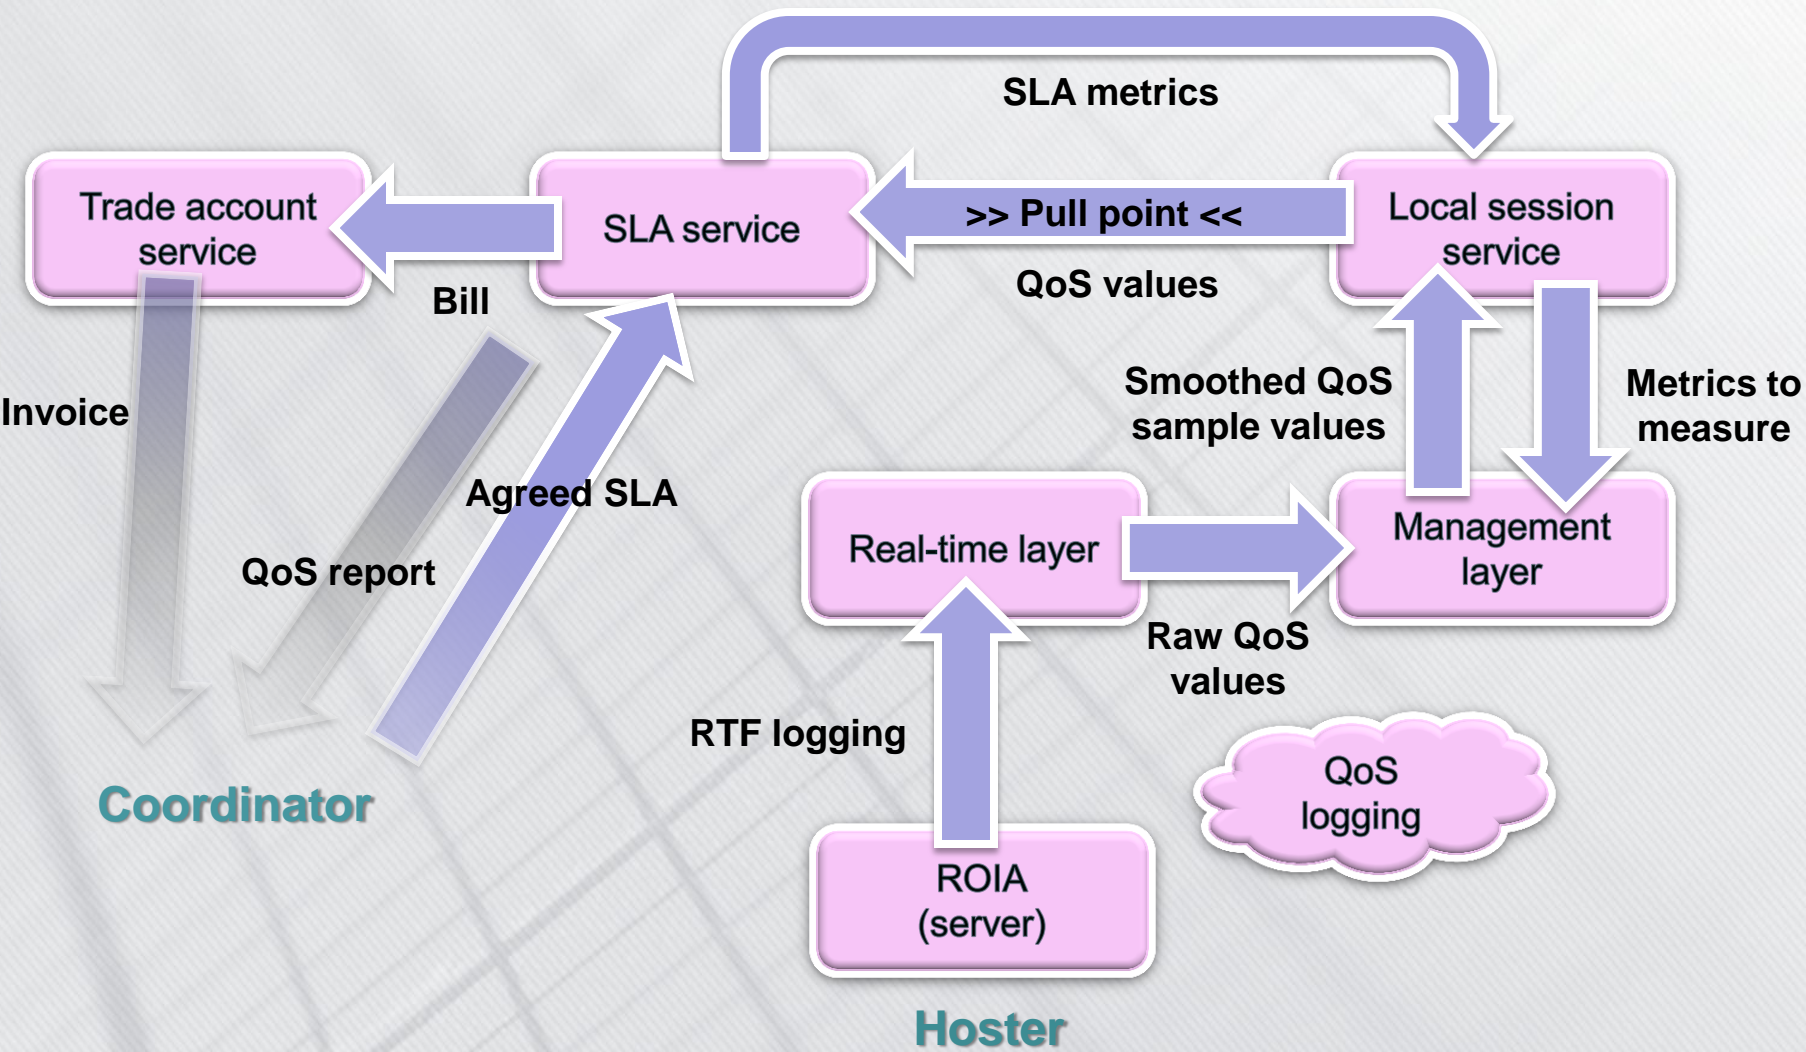 SLA metrics
Trade account
service
SLA service
>> Pull point <<
Local session
service
Bill
QoS values
Invoice
Smoothed QoS
sample values
Metrics to
measure
Agreed SLA
QoS report
Real-time layer
Management
layer
Raw QoS
values
RTF logging
QoS
logging
Coordinator
ROIA
(server)
Hoster